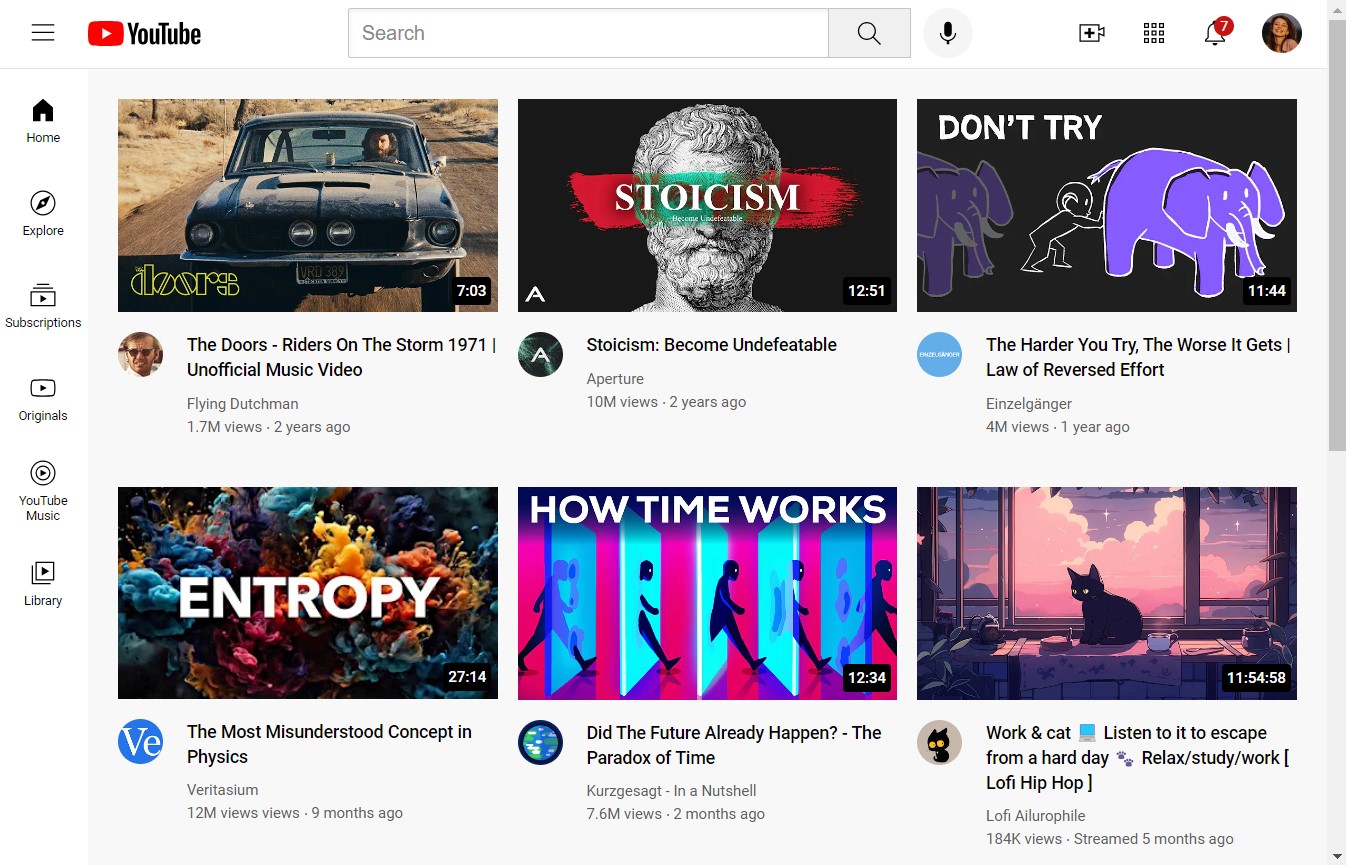 YouTube
Search
7
Home
Explore
Subscriptions
Originals
YouTube
Music
Library
the
doors
VRD 389
7:03
The Doors - Riders On The Storm 1971 |
Unofficial Music Video
Flying Dutchman
1.7M views · 2 years ago
STOICISM
Become Undefeatable
12:51
Stoicism: Become Undefeatable
Aperture
10M views · 2 years ago
DON'T TRY
11:44
EINZELGÄNGER
The Harder You Try, The Worse It Gets |
Law of Reversed Effort
Einzelgänger
4M views · 1 year ago
ENTROPY
27:14
Ve
The Most Misunderstood Concept in
Physics
Veritasium
12M views views · 9 months ago
HOW TIME WORKS
12:34
Did The Future Already Happen? - The
Paradox of Time
Kurzgesagt - In a Nutshell
7.6M views · 2 months ago
11:54:58
Work & cat 💻 Listen to it to escape
from a hard day 🐾 Relax/study/work [
Lofi Hip Hop ]
Lofi Ailurophile
184K views · Streamed 5 months ago